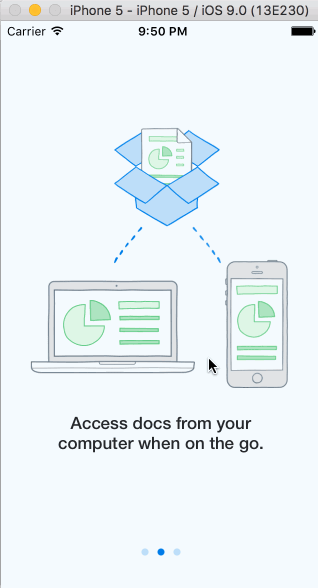 iPhone 5 - iPhone 5 / iOS 9.0 (13E230)
Carrier 9:50 PM
Access docs from your
computer when on the go.